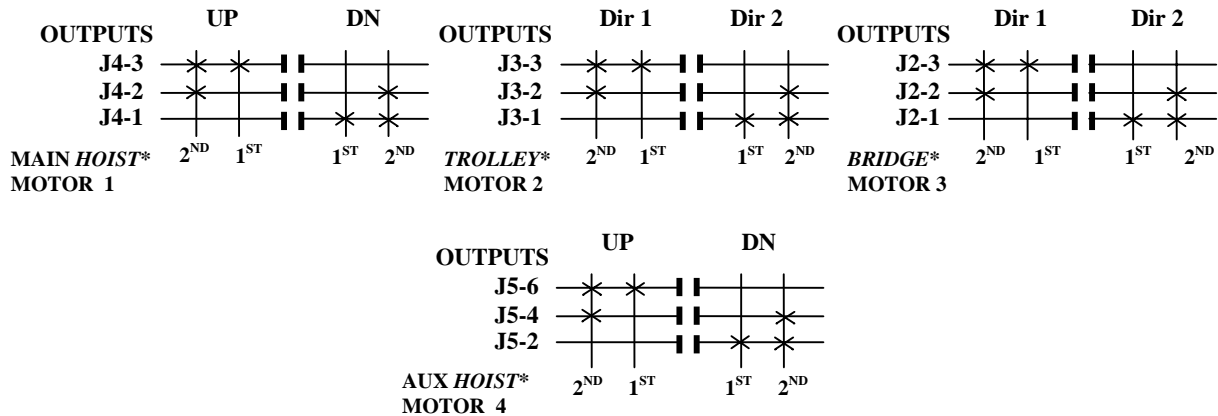 UP DN
OUTPUTS
J4-3
J4-2
J4-1
2ND 1ST 1ST 2ND
MAIN HOIST*
MOTOR 1
Dir 1 Dir 2
OUTPUTS
J3-3
J3-2
J3-1
2ND 1ST 1ST 2ND
TROLLEY*
MOTOR 2
Dir 1 Dir 2
OUTPUTS
J2-3
J2-2
J2-1
2ND 1ST 1ST 2ND
BRIDGE*
MOTOR 3
UP DN
OUTPUTS
J5-6
J5-4
J5-2
2ND 1ST 1ST 2ND
AUX HOIST*
MOTOR 4